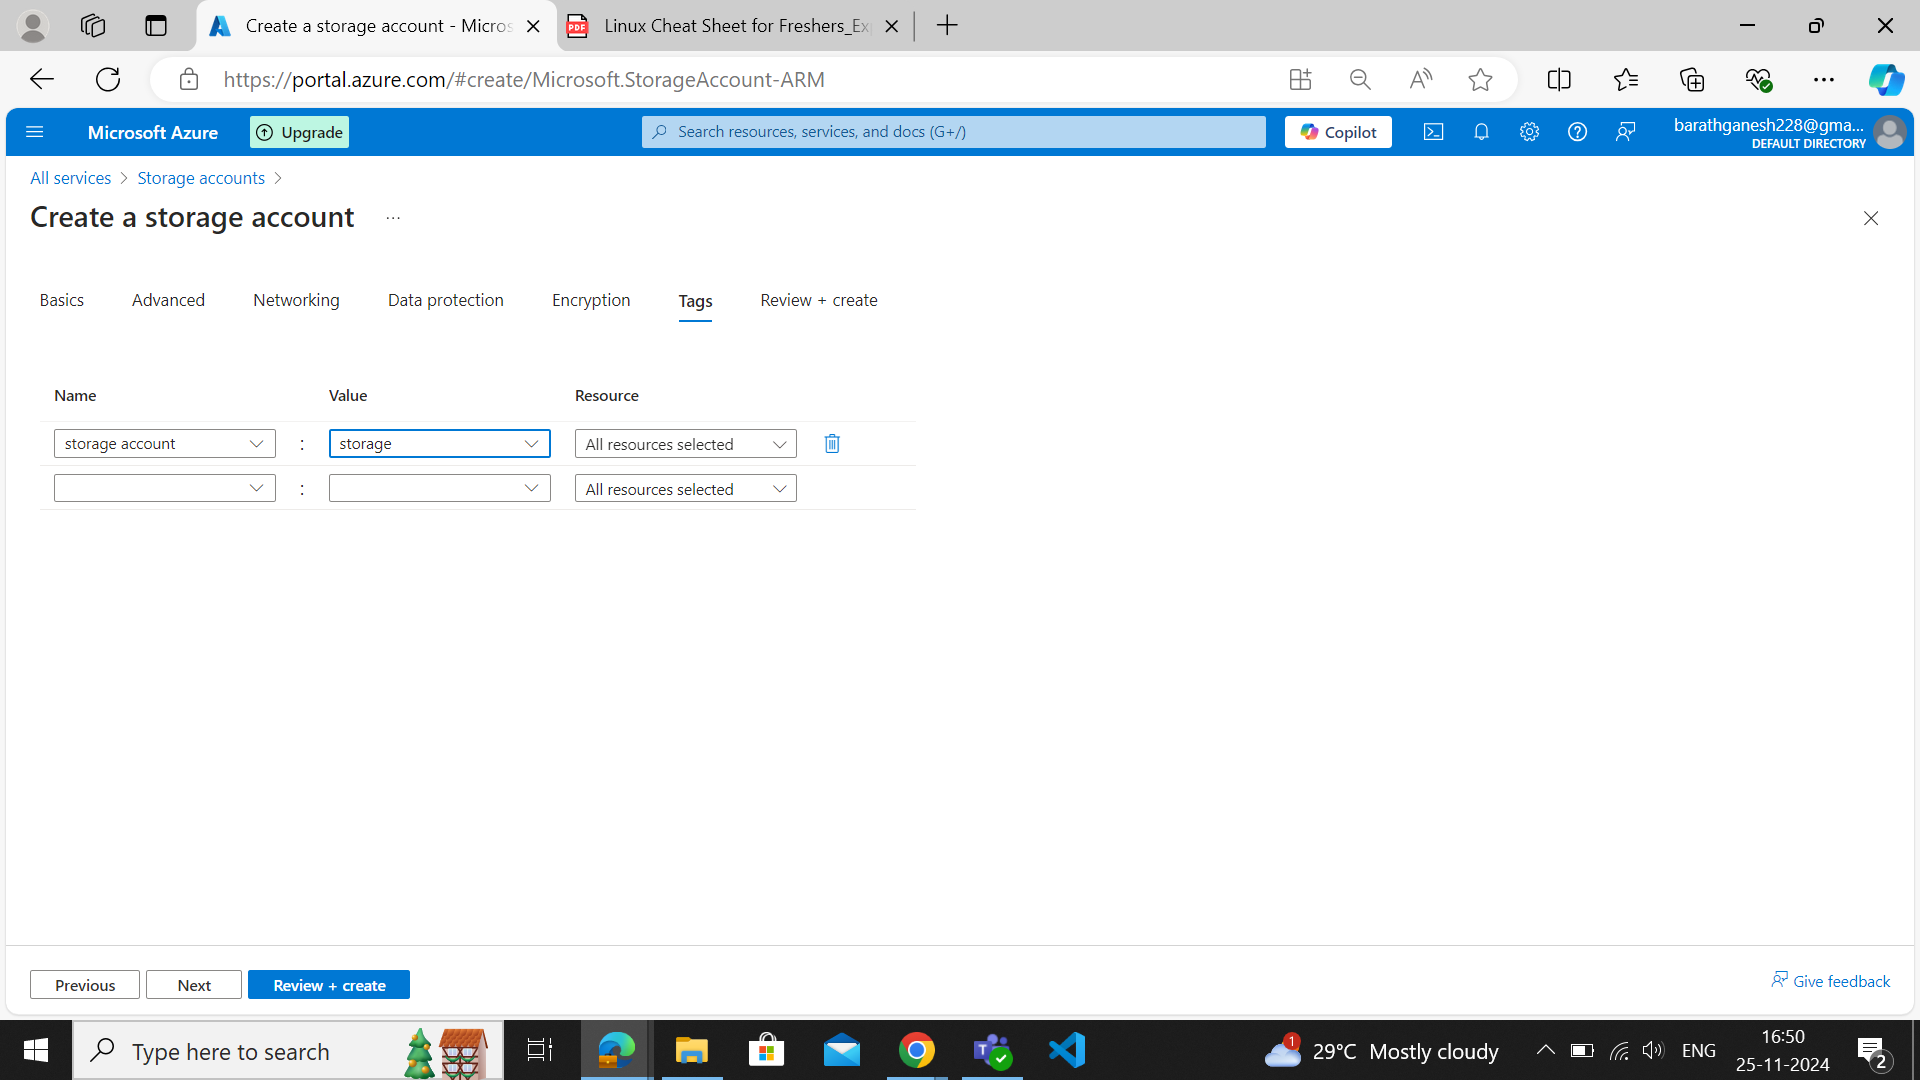 Create a storage account - Micros
Linux Cheat Sheet for Freshers_Ex
https://portal.azure.com/#create/Microsoft.StorageAccount-ARM
Microsoft Azure
Upgrade
Search resources, services, and docs (G+/)
Copilot
barathganesh228@gma...
DEFAULT DIRECTORY
All services
Storage accounts
Create a storage account
Basics
Advanced
Networking
Data protection
Encryption
Tags
Review + create
Name
Value
Resource
storage account
:
storage
All resources selected
:
All resources selected
Previous
Next
Review + create
Give feedback
Type here to search
1
29°C Mostly cloudy
ENG
16:50
25-11-2024
2